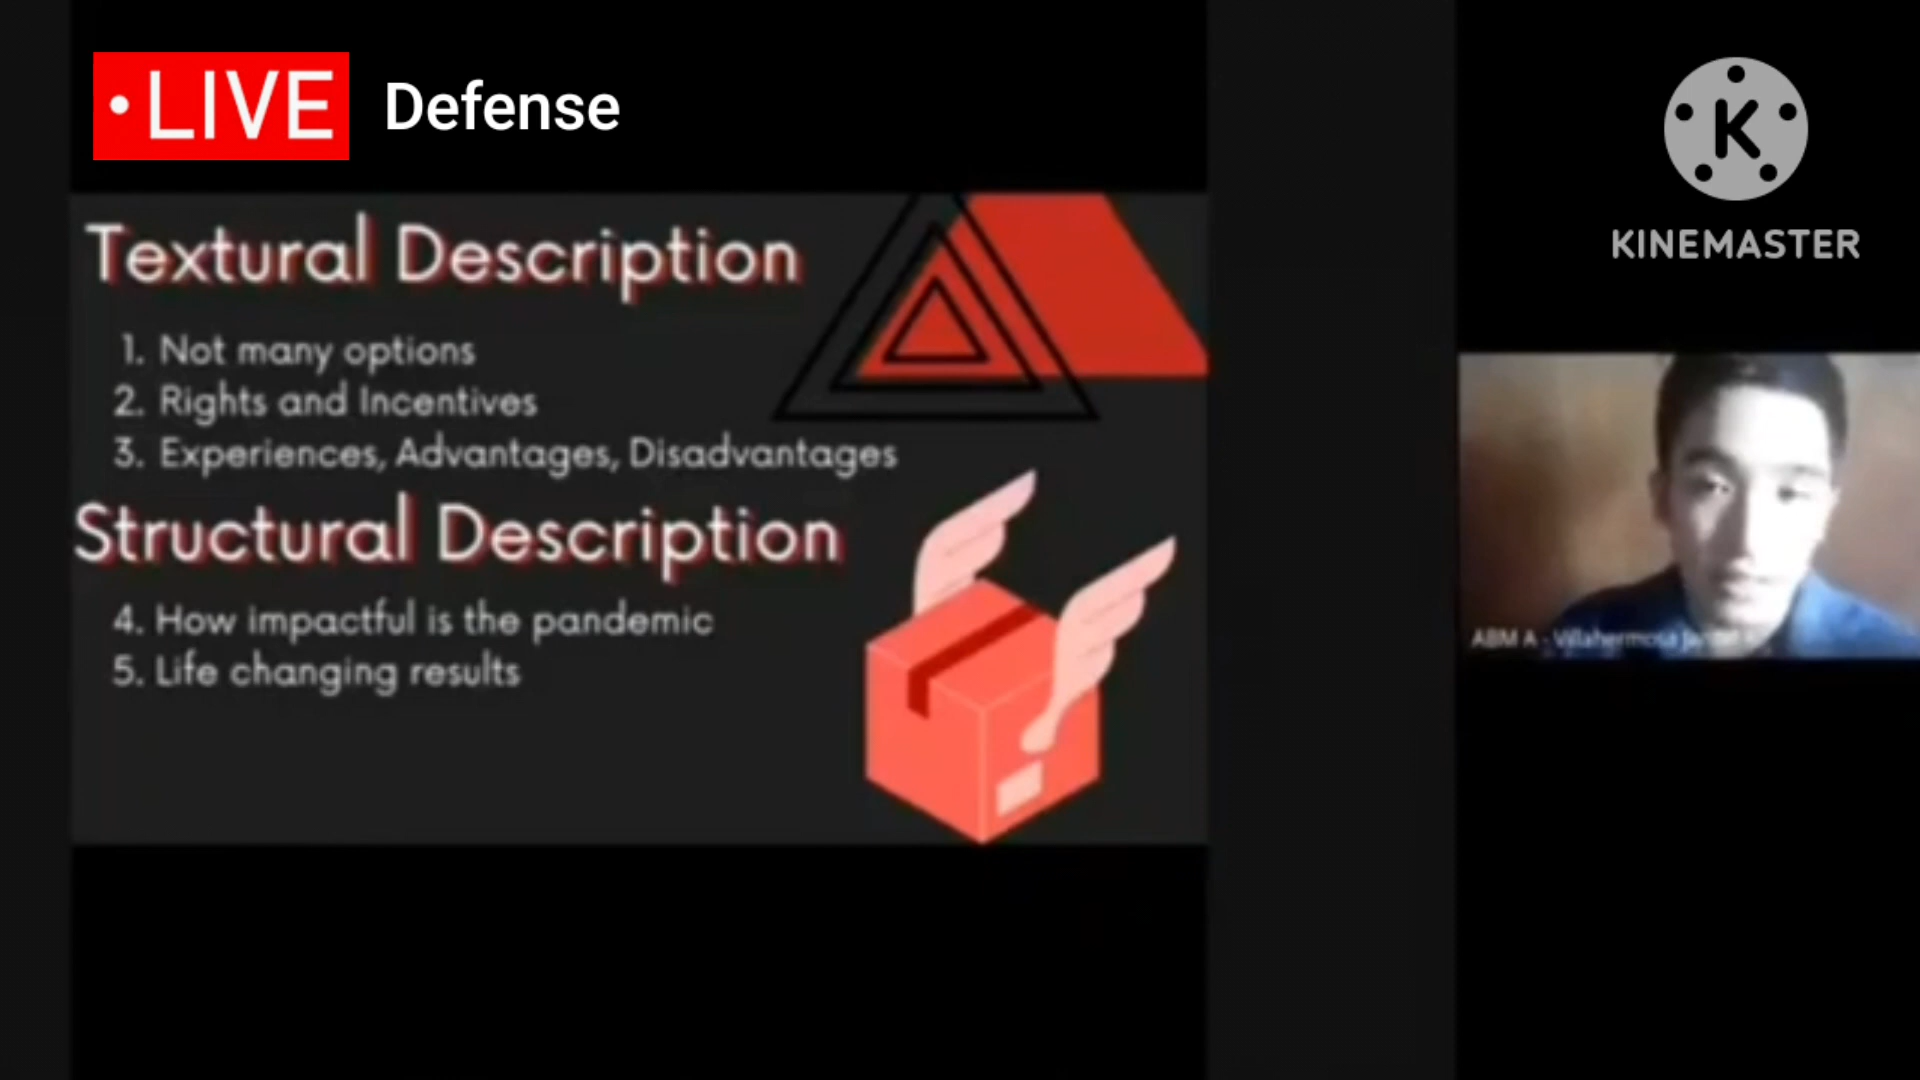 LIVE Defense
K
KINEMASTER
Textural Description
1. Not many options
2. Rights and Incentives
3. Experiences, Advantages, Disadvantages
Structural Description
4. How impactful is the pandemic
5. Life changing results
ABM A - Villahermosa